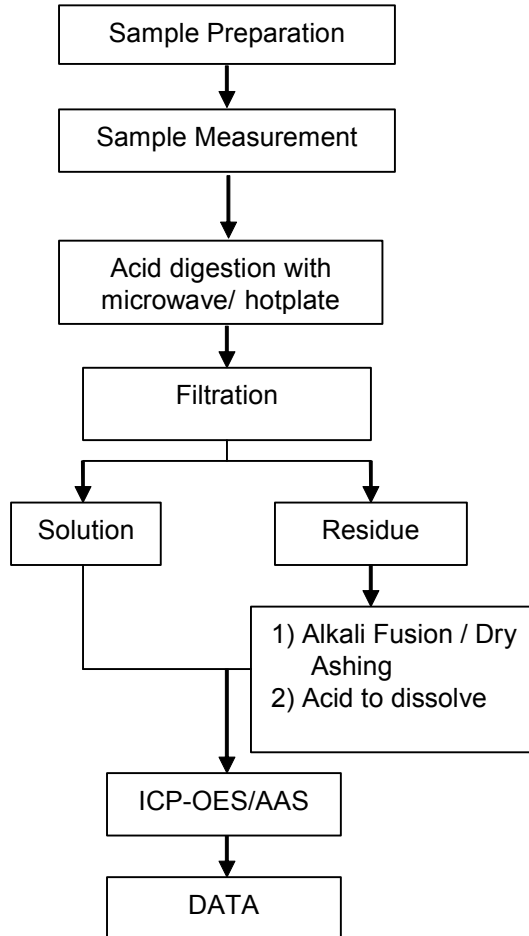 Sample Preparation
Sample Measurement
Acid digestion with
microwave/ hotplate
Filtration
Solution
Residue
1) Alkali Fusion / Dry
Ashing
2) Acid to dissolve
ICP-OES/AAS
DATA